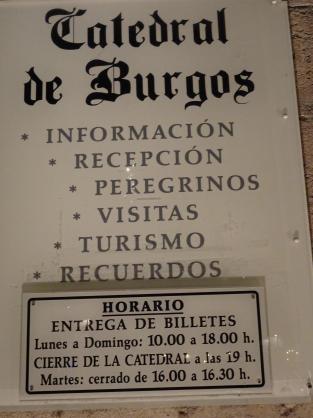 Catedral
de Burgos
* INFORMACIÓN
* RECEPCIÓN
* PEREGRINOS
* VISITAS
* TURISMO
* RECUERDOS
HORARIO
ENTREGA DE BILLETES
Lunes a Domingo: 10.00 a 18.00 h.
CIERRE DE LA CATEDRAL a las 19 h.
Martes: cerrado de 16.00 a 16.30 h.